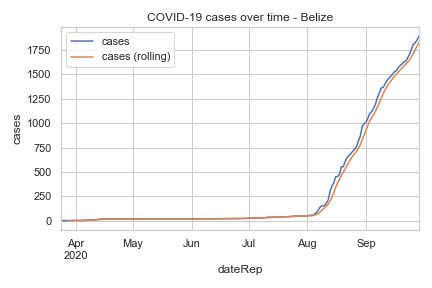 COVID-19 cases over time - Belize
cases
cases (rolling)
cases
1750
1500
1250
1000
750
500
250
0
Apr
2020
May
Jun
Jul
Aug
Sep
dateRep